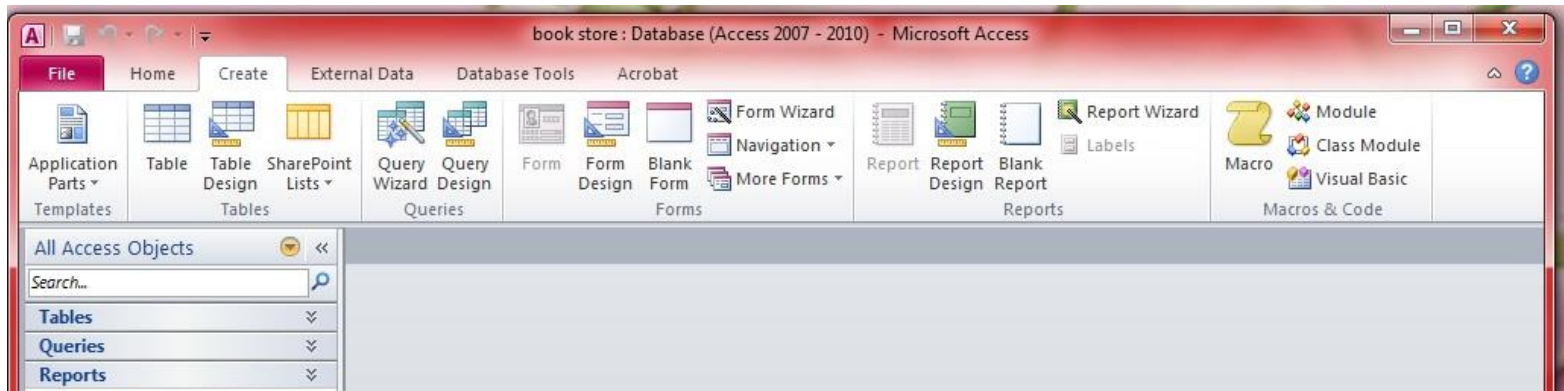 A
book store : Database (Access 2007 - 2010) - Microsoft Access
File Home Create External Data Database Tools Acrobat
Application Parts
Table
Table Design
SharePoint Lists
Query Wizard
Query Design
Form
Form Design
Blank Form
Form Wizard
Navigation
More Forms
Report
Report Design
Blank Report
Report Wizard
Labels
Macro
Module
Class Module
Visual Basic
Templates Tables Queries Forms Reports Macros & Code
All Access Objects
Search...
Tables
Queries
Reports